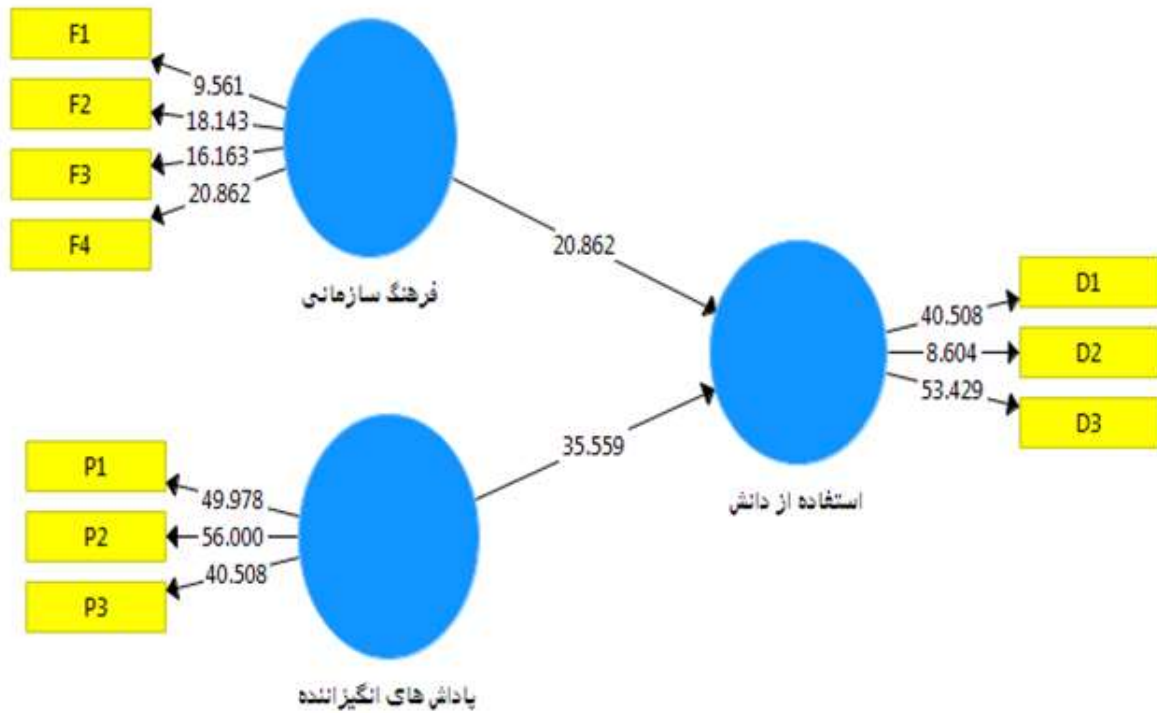 F1
F2
F3
F4
9.561
18.143
16.163
20.862
فرهنگ سازمانی
20.862
D1
D2
D3
40.508
8.604
53.429
استفاده از دانش
35.559
P1
P2
P3
49.978
56.000
40.508
پاداش‌های انگیزاننده